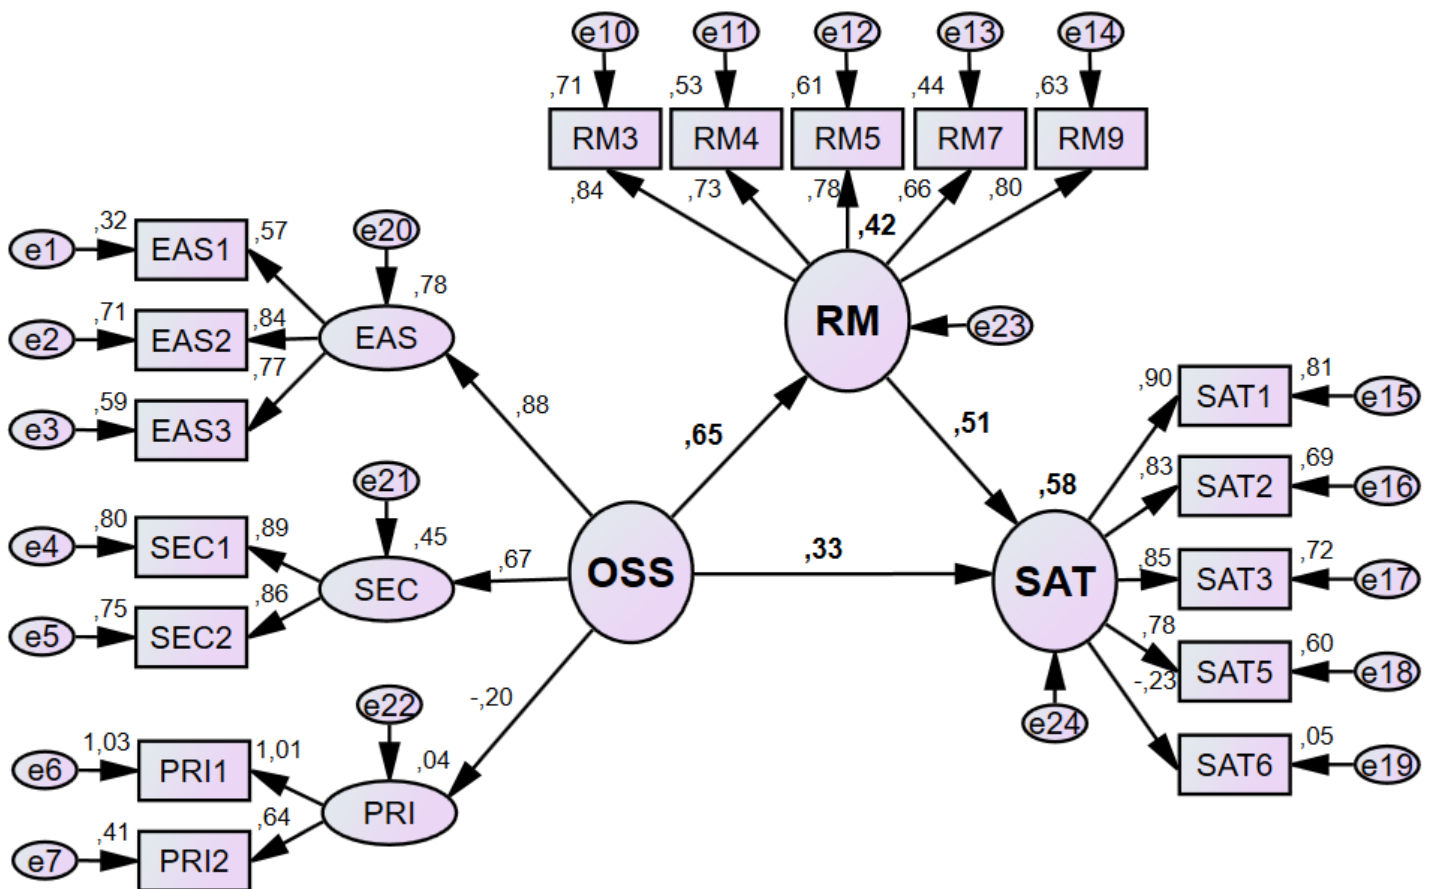 e10 e11 e12 e13 e14
,71 ,53 ,61 ,44 ,63
RM3 RM4 RM5 RM7 RM9
,84 ,73 ,78 ,66 ,80
,42
RM
e23
e20
,78
e1 ,32 EAS1 ,57
e2 ,71 EAS2 ,84 EAS
e3 ,59 EAS3 ,77
,88
,65
,51
e21
,45
e4 ,80 SEC1 ,89
SEC ,67
e5 ,75 SEC2 ,86
OSS
,33
,58
SAT
e24
,90 SAT1 ,81 e15
,83 SAT2 ,69 e16
,85 SAT3 ,72 e17
,78 SAT5 ,60 e18
-,23 SAT6 ,05 e19
-,20
e22
,04
e6 1,03 PRI1 1,01
PRI
e7 ,41 PRI2 ,64